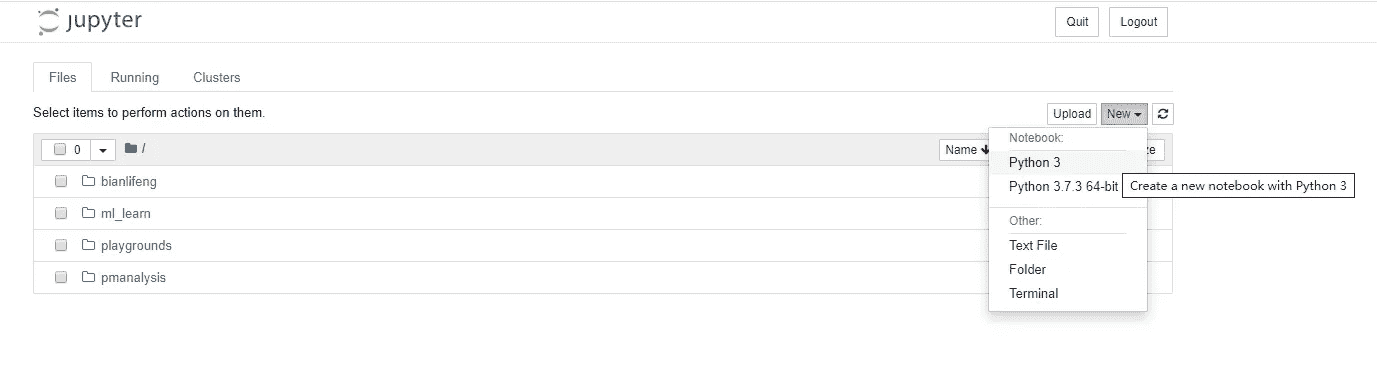 jupyter
Quit Logout
Files Running Clusters
Select items to perform actions on them.
Upload New
0 / Name
Notebook:
Python 3
Python 3.7.3 64-bit
Create a new notebook with Python 3
Other:
Text File
Folder
Terminal
bianlifeng
ml_learn
playgrounds
pmanalysis